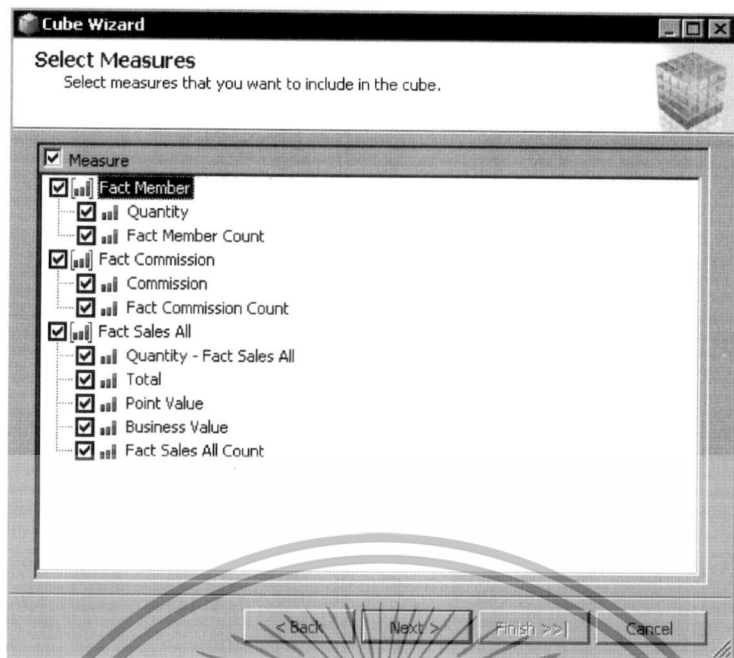 Cube Wizard
Select Measures
Select measures that you want to include in the cube.
Measure
Fact Member
Quantity
Fact Member Count
Fact Commission
Commission
Fact Commission Count
Fact Sales All
Quantity - Fact Sales All
Total
Point Value
Business Value
Fact Sales All Count
< Back Next > Finish >>| Cancel